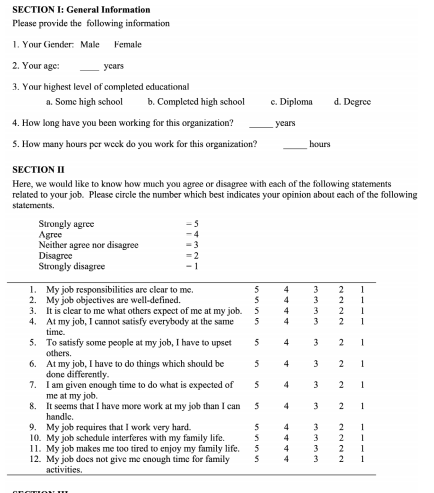 SECTION I: General Information
Please provide the following information
1. Your Gender: Male Female
2. Your age: ____ years
3. Your highest level of completed educational
a. Some high school b. Completed high school c. Diploma d. Degree
4. How long have you been working for this organization? _____ years
5. How many hours per week do you work for this organization? _____ hours
SECTION II
Here, we would like to know how much you agree or disagree with each of the following statements
related to your job. Please circle the number which best indicates your opinion about each of the following
statements.
Strongly agree = 5
Agree = 4
Neither agree nor disagree = 3
Disagree = 2
Strongly disagree = 1
1. My job responsibilities are clear to me. 5 4 3 2 1
2. My job objectives are well-defined. 5 4 3 2 1
3. It is clear to me what others expect of me at my job. 5 4 3 2 1
4. At my job, I cannot satisfy everybody at the same 5 4 3 2 1
time.
5. To satisfy some people at my job, I have to upset 5 4 3 2 1
others.
6. At my job, I have to do things which should be 5 4 3 2 1
done differently.
7. I am given enough time to do what is expected of 5 4 3 2 1
me at my job.
8. It seems that I have more work at my job than I can 5 4 3 2 1
handle.
9. My job requires that I work very hard. 5 4 3 2 1
10. My job schedule interferes with my family life. 5 4 3 2 1
11. My job makes me too tired to enjoy my family life. 5 4 3 2 1
12. My job does not give me enough time for family 5 4 3 2 1
activities.